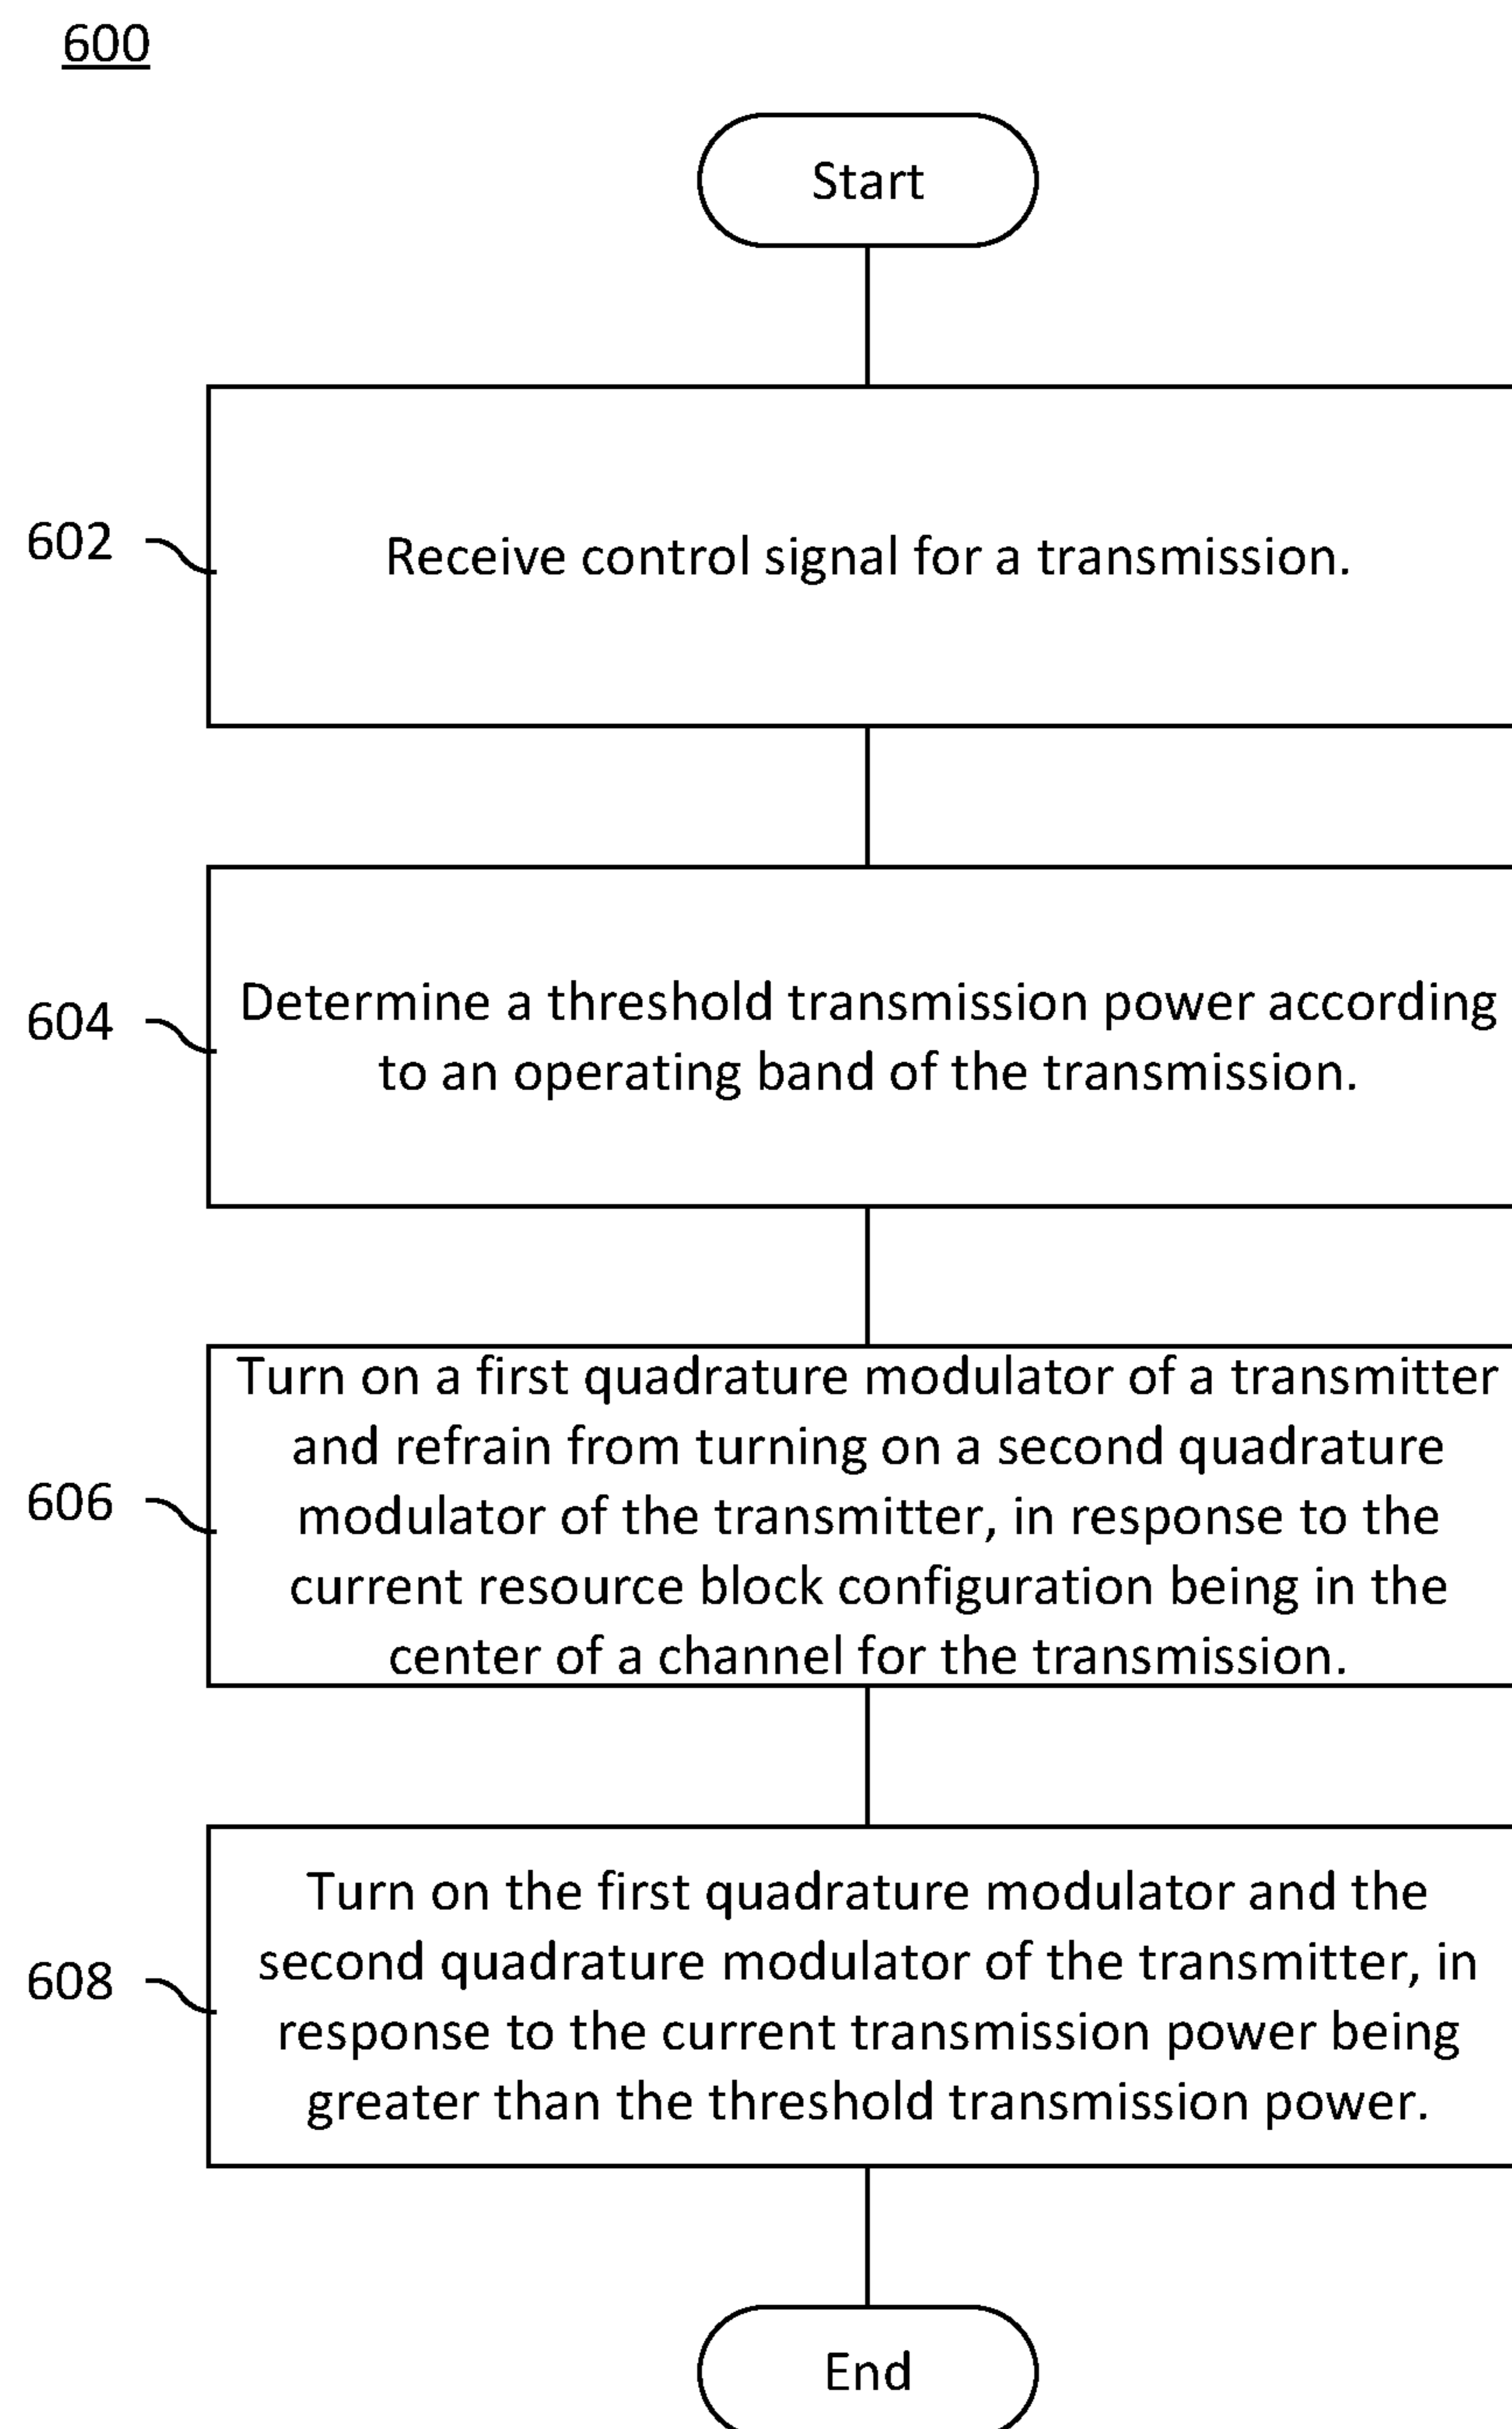 600
Start
602
Receive control signal for a transmission.
604
Determine a threshold transmission power according
to an operating band of the transmission.
606
Turn on a first quadrature modulator of a transmitter
and refrain from turning on a second quadrature
modulator of the transmitter, in response to the
current resource block configuration being in the
center of a channel for the transmission.
608
Turn on the first quadrature modulator and the
second quadrature modulator of the transmitter, in
response to the current transmission power being
greater than the threshold transmission power.
End